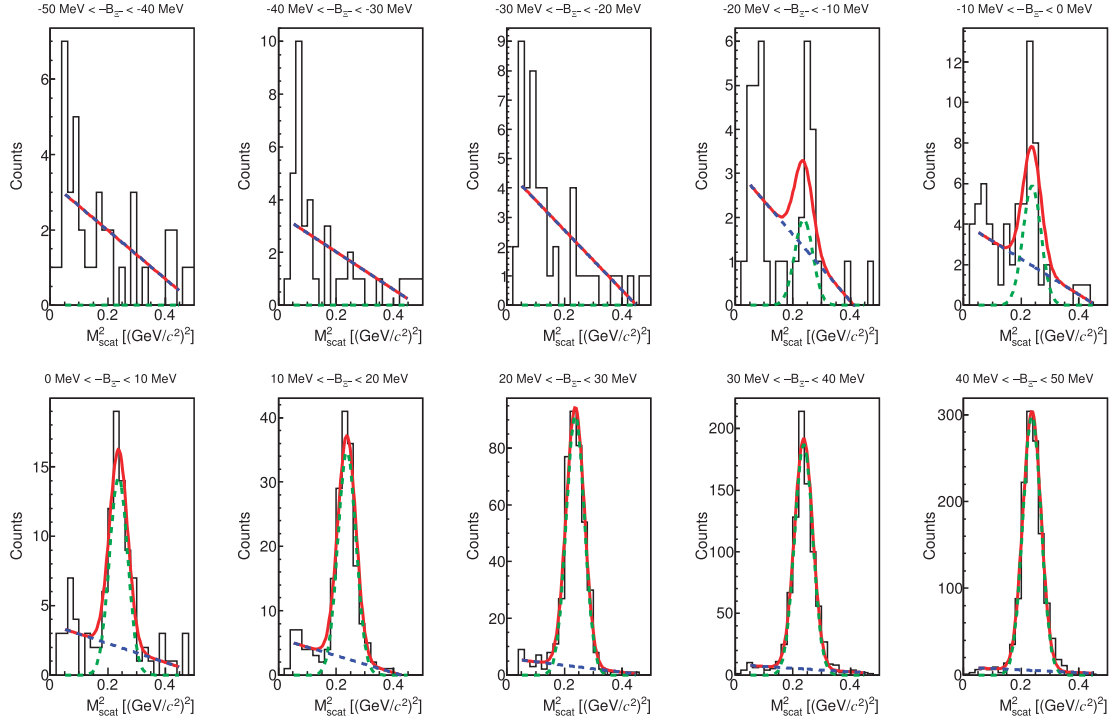 -50 MeV < –B_Ξ⁻ < -40 MeV
-40 MeV < –B_Ξ⁻ < -30 MeV
-30 MeV < –B_Ξ⁻ < -20 MeV
-20 MeV < –B_Ξ⁻ < -10 MeV
-10 MeV < –B_Ξ⁻ < 0 MeV
Counts
6
4
2
0
0 0.2 0.4
M²scat [(GeV/c²)²]
Counts
10
8
6
4
2
0
0 0.2 0.4
M²scat [(GeV/c²)²]
Counts
9
8
7
6
5
4
3
2
1
0
0 0.2 0.4
M²scat [(GeV/c²)²]
Counts
6
5
4
3
2
1
0
0 0.2 0.4
M²scat [(GeV/c²)²]
Counts
12
10
8
6
4
2
0
0 0.2 0.4
M²scat [(GeV/c²)²]
0 MeV < –B_Ξ⁻ < 10 MeV
10 MeV < –B_Ξ⁻ < 20 MeV
20 MeV < –B_Ξ⁻ < 30 MeV
30 MeV < –B_Ξ⁻ < 40 MeV
40 MeV < –B_Ξ⁻ < 50 MeV
Counts
15
10
5
0
0 0.2 0.4
M²scat [(GeV/c²)²]
Counts
40
30
20
10
0
0 0.2 0.4
M²scat [(GeV/c²)²]
Counts
80
60
40
20
0
0 0.2 0.4
M²scat [(GeV/c²)²]
Counts
200
150
100
50
0
0 0.2 0.4
M²scat [(GeV/c²)²]
Counts
300
200
100
0
0 0.2 0.4
M²scat [(GeV/c²)²]